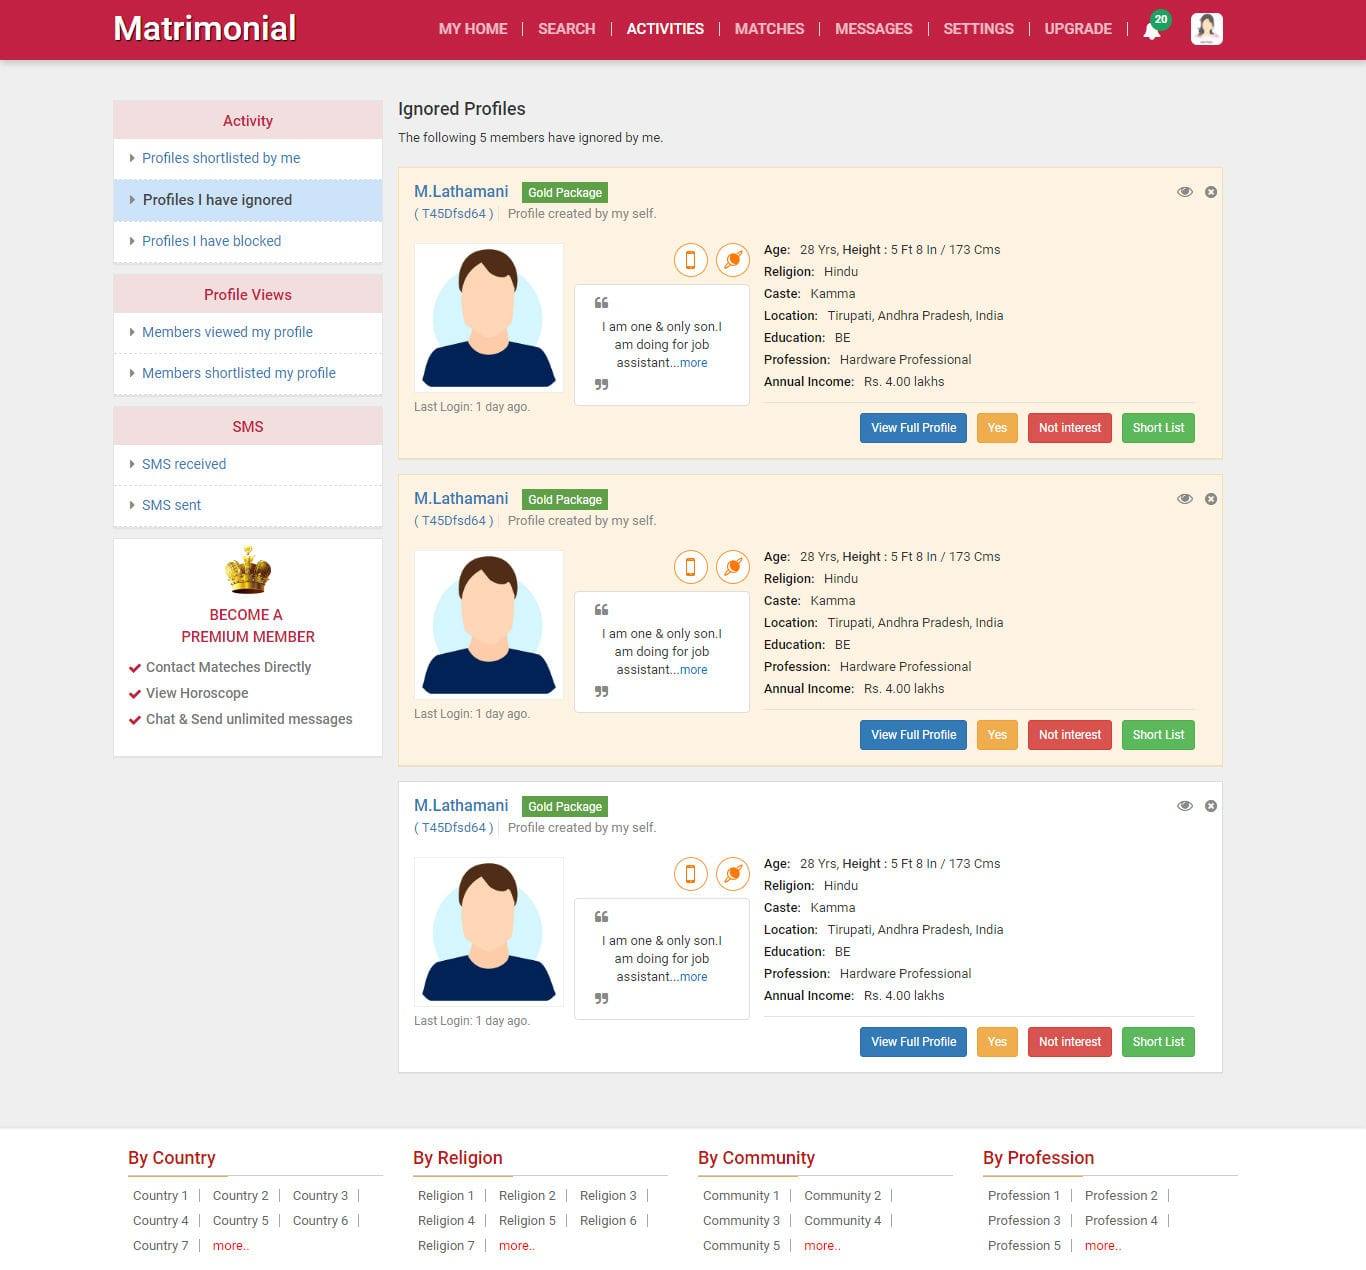 Matrimonial
MY HOME SEARCH ACTIVITIES MATCHES MESSAGES SETTINGS UPGRADE 20
Activity
Profiles shortlisted by me
Profiles I have ignored
Profiles I have blocked
Profile Views
Members viewed my profile
Members shortlisted my profile
SMS
SMS received
SMS sent
BECOME A
PREMIUM MEMBER
Contact Mateches Directly
View Horoscope
Chat & Send unlimited messages
Ignored Profiles
The following 5 members have ignored by me.
M.Lathamani Gold Package
( T45Dfsd64 ) Profile created by my self.
Last Login: 1 day ago.
“
I am one & only son.I
am doing for job
assistant...more
”
Age: 28 Yrs, Height : 5 Ft 8 In / 173 Cms
Religion: Hindu
Caste: Kamma
Location: Tirupati, Andhra Pradesh, India
Education: BE
Profession: Hardware Professional
Annual Income: Rs. 4.00 lakhs
View Full Profile Yes Not interest Short List
M.Lathamani Gold Package
( T45Dfsd64 ) Profile created by my self.
Last Login: 1 day ago.
“
I am one & only son.I
am doing for job
assistant...more
”
Age: 28 Yrs, Height : 5 Ft 8 In / 173 Cms
Religion: Hindu
Caste: Kamma
Location: Tirupati, Andhra Pradesh, India
Education: BE
Profession: Hardware Professional
Annual Income: Rs. 4.00 lakhs
View Full Profile Yes Not interest Short List
M.Lathamani Gold Package
( T45Dfsd64 ) Profile created by my self.
Last Login: 1 day ago.
“
I am one & only son.I
am doing for job
assistant...more
”
Age: 28 Yrs, Height : 5 Ft 8 In / 173 Cms
Religion: Hindu
Caste: Kamma
Location: Tirupati, Andhra Pradesh, India
Education: BE
Profession: Hardware Professional
Annual Income: Rs. 4.00 lakhs
View Full Profile Yes Not interest Short List
By Country
Country 1 Country 2 Country 3
Country 4 Country 5 Country 6
Country 7 more..
By Religion
Religion 1 Religion 2 Religion 3
Religion 4 Religion 5 Religion 6
Religion 7 more..
By Community
Community 1 Community 2
Community 3 Community 4
Community 5 more..
By Profession
Profession 1 Profession 2
Profession 3 Profession 4
Profession 5 more..